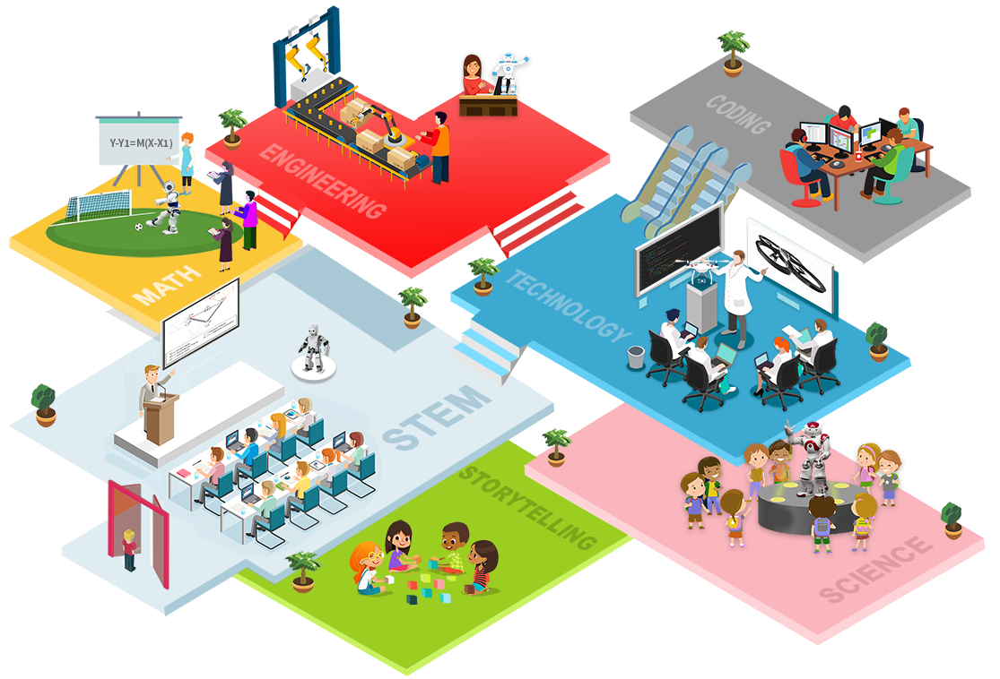 CODING
Y-Y1=M(X-X1)
ENGINEERING
MATH
TECHNOLOGY
STEM
STORYTELLING
SCIENCE